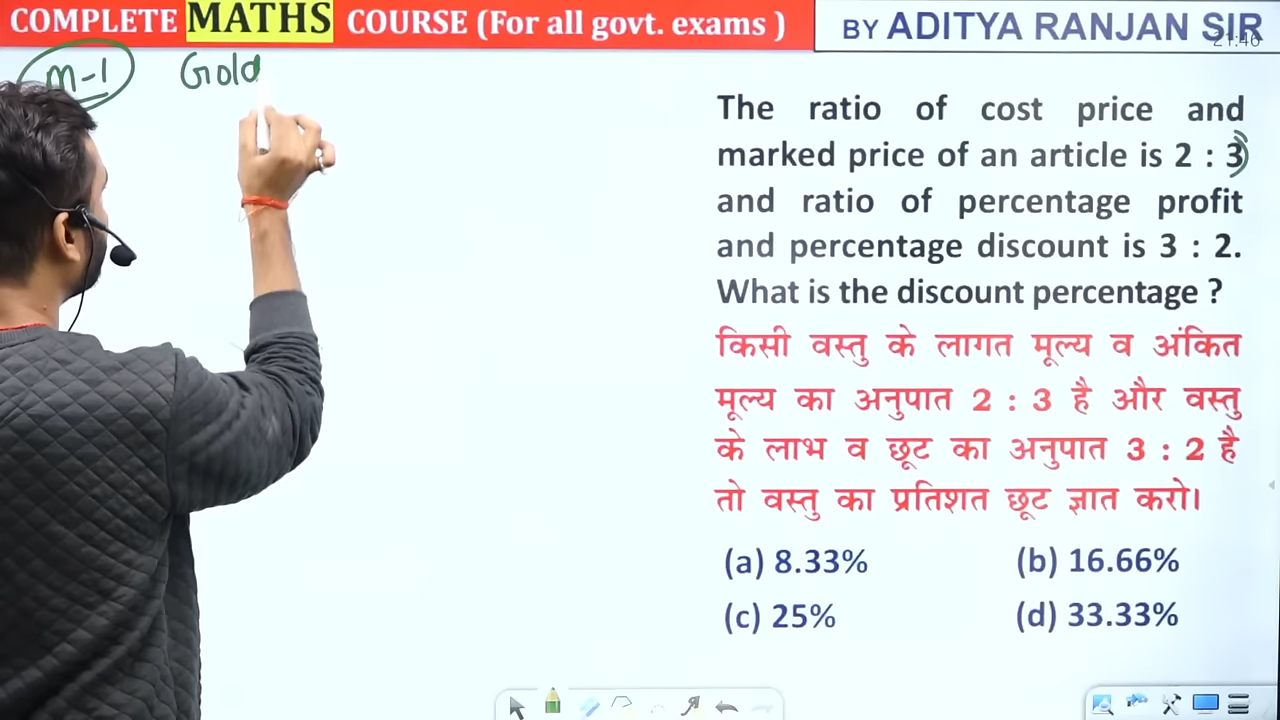 COMPLETE MATHS COURSE (For all govt. exams )
BY ADITYA RANJAN SIR
21:46
m-1 Gold
The ratio of cost price and
marked price of an article is 2 : 3
and ratio of percentage profit
and percentage discount is 3 : 2.
What is the discount percentage ?
किसी वस्तु के लागत मूल्य व अंकित
मूल्य का अनुपात 2 : 3 है और वस्तु
के लाभ व छूट का अनुपात 3 : 2 है
तो वस्तु का प्रतिशत छूट ज्ञात करो।
(a) 8.33% (b) 16.66%
(c) 25% (d) 33.33%